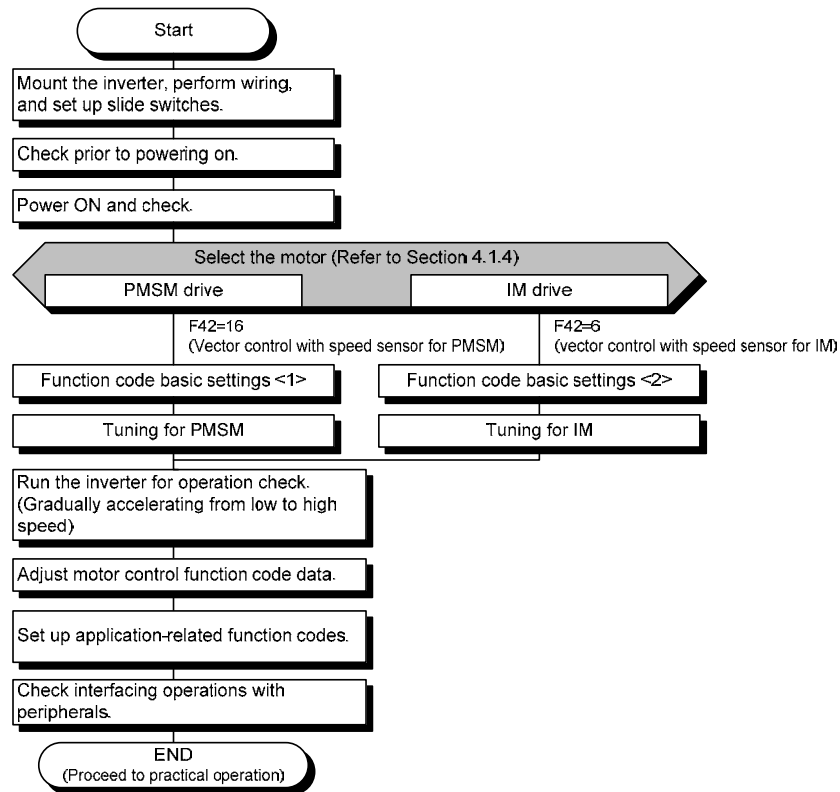 Start
Mount the inverter, perform wiring,
and set up slide switches.
Check prior to powering on.
Power ON and check.
Select the motor (Refer to Section 4.1.4)
PMSM drive
IM drive
F42=16
(Vector control with speed sensor for PMSM)
F42=6
(vector control with speed sensor for IM)
Function code basic settings <1>
Function code basic settings <2>
Tuning for PMSM
Tuning for IM
Run the inverter for operation check.
(Gradually accelerating from low to high
speed)
Adjust motor control function code data.
Set up application-related function codes.
Check interfacing operations with
peripherals.
END
(Proceed to practical operation)